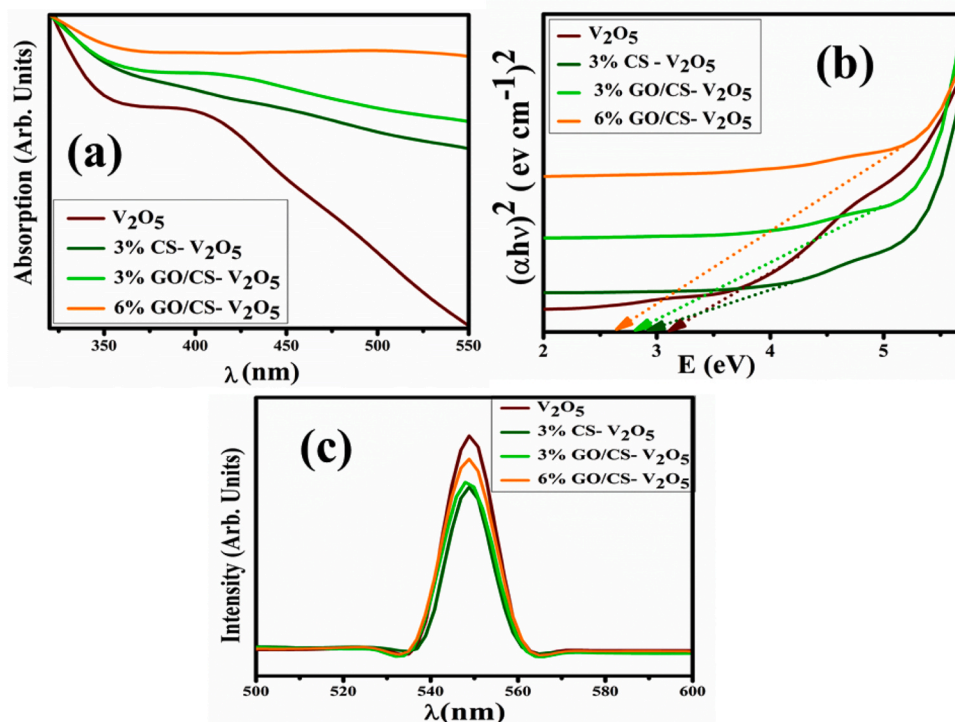 Absorption (Arb. Units)
(a)
V₂O₅
3% CS- V₂O₅
3% GO/CS- V₂O₅
6% GO/CS- V₂O₅
350 400 450 500 550
λ (nm)
(αhν)² ( ev cm⁻¹)²
(b)
V₂O₅
3% CS - V₂O₅
3% GO/CS- V₂O₅
6% GO/CS- V₂O₅
2 3 4 5
E (eV)
Intensity (Arb. Units)
(c)
V₂O₅
3% CS- V₂O₅
3% GO/CS- V₂O₅
6% GO/CS- V₂O₅
500 520 540 560 580 600
λ(nm)